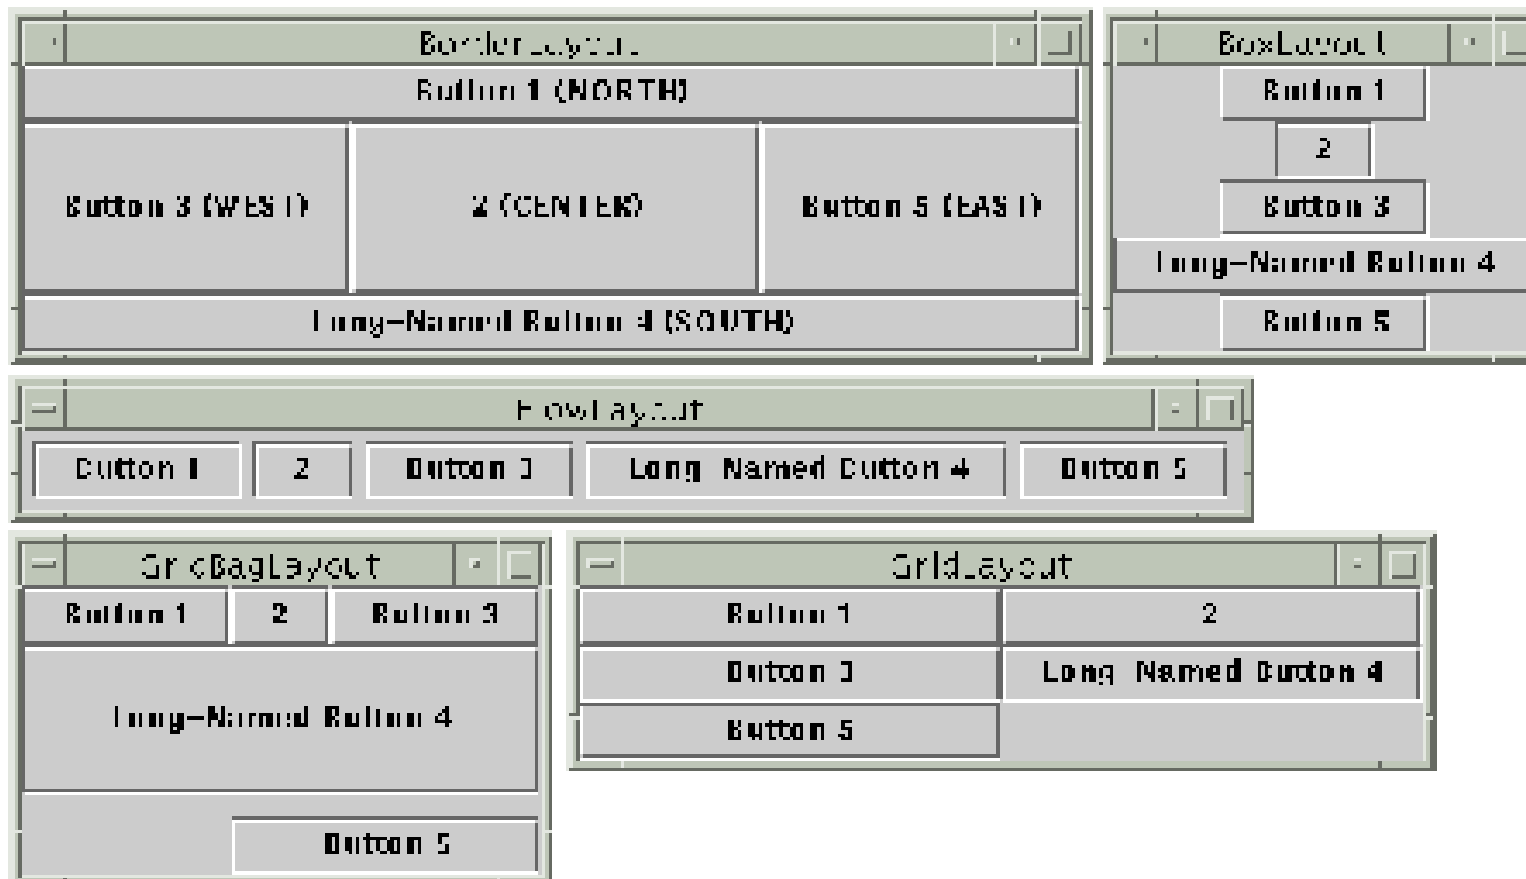 BorderLayout
Button 1 (NORTH)
Button 3 (WEST)
2 (CENTER)
Button 5 (EAST)
Long-Named Button 4 (SOUTH)
BoxLayout
Button 1
2
Button 3
Long-Named Button 4
Button 5
FlowLayout
Button 1
2
Button 3
Long-Named Button 4
Button 5
GridBagLayout
Button 1
2
Button 3
Long-Named Button 4
Button 5
GridLayout
Button 1
2
Button 3
Long-Named Button 4
Button 5